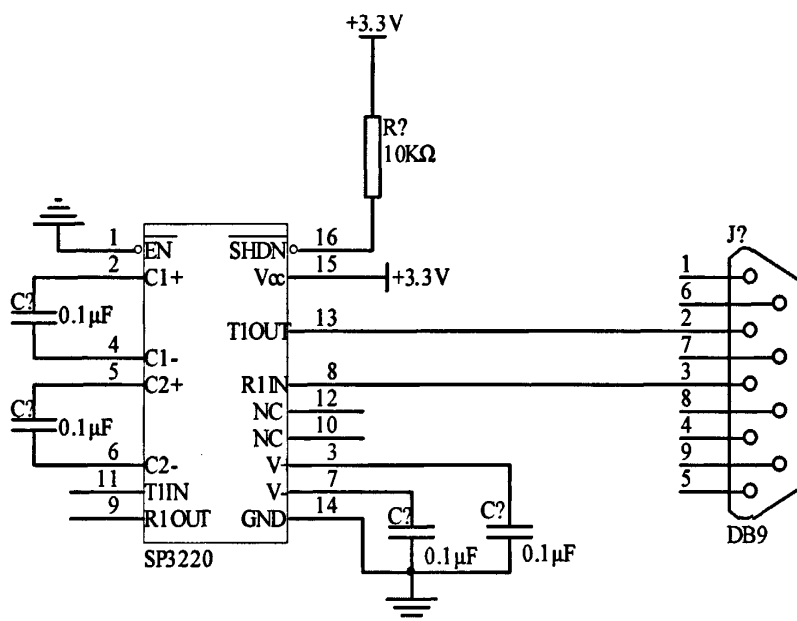 +3.3V
R?
10KΩ
1 EN
2 C1+
C? 0.1μF
4 C1-
5 C2+
C? 0.1μF
6 C2-
11 T1IN
9 R1OUT
SP3220
SHDN 16
Vcc 15 +3.3V
T1OUT 13
R1IN 8
NC 12
NC 10
V- 3
V- 7
GND 14
C? 0.1μF
C? 0.1μF
J?
1
6
2
7
3
8
4
9
5
DB9